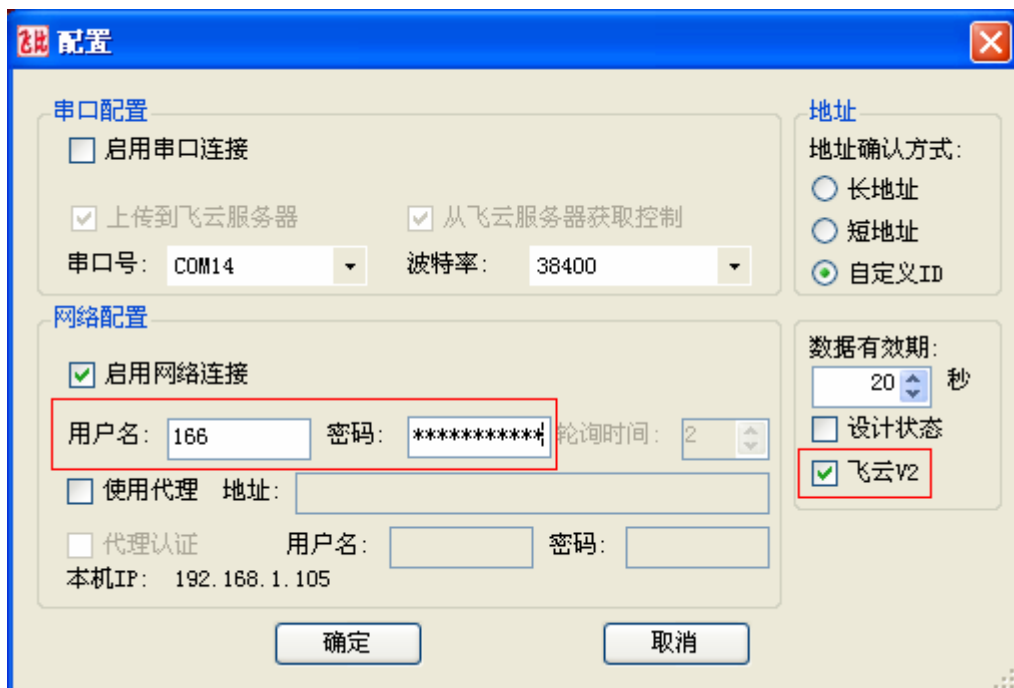 飞比 配置
串口配置
启用串口连接
上传到飞云服务器 从飞云服务器获取控制
串口号: COM14 波特率: 38400
网络配置
启用网络连接
用户名: 166 密码: *********** 轮询时间: 2
使用代理 地址:
代理认证 用户名: 密码:
本机IP: 192.168.1.105
确定 取消
地址
地址确认方式:
长地址
短地址
自定义ID
数据有效期:
20 秒
设计状态
飞云V2